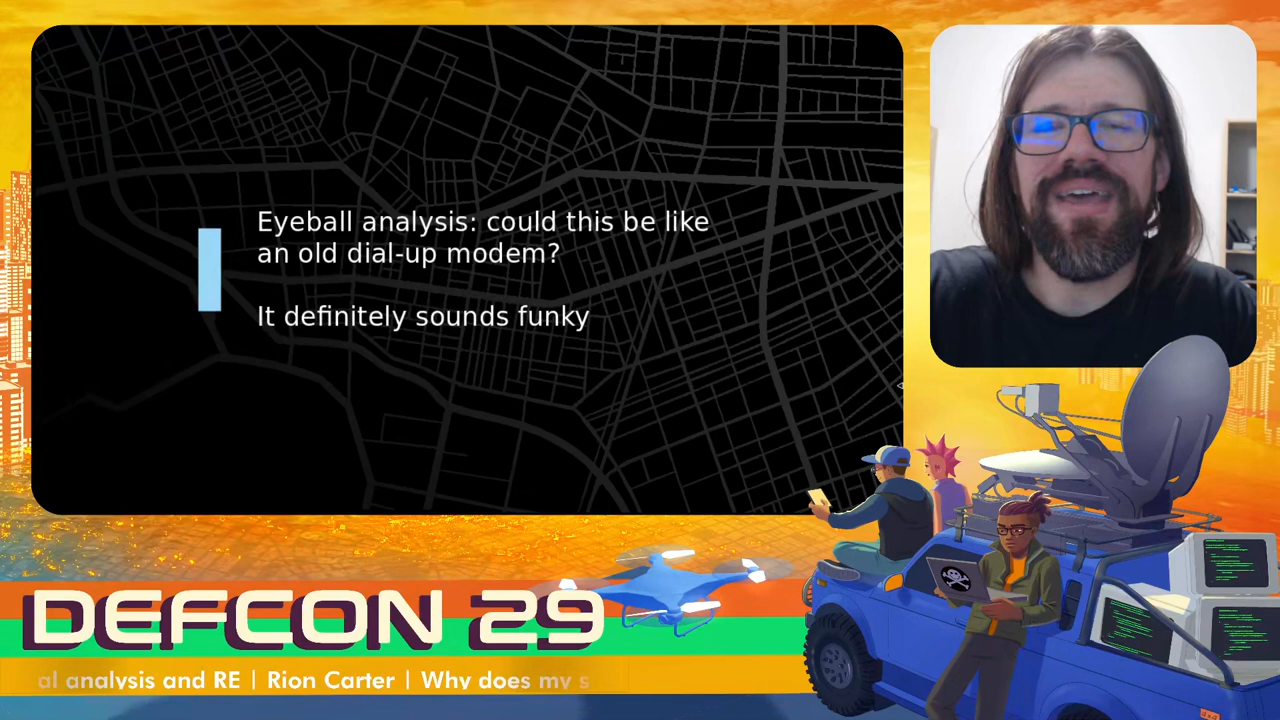 Eyeball analysis: could this be like
an old dial-up modem?
It definitely sounds funky
DEFCON 29
al analysis and RE | Rion Carter | Why does my s